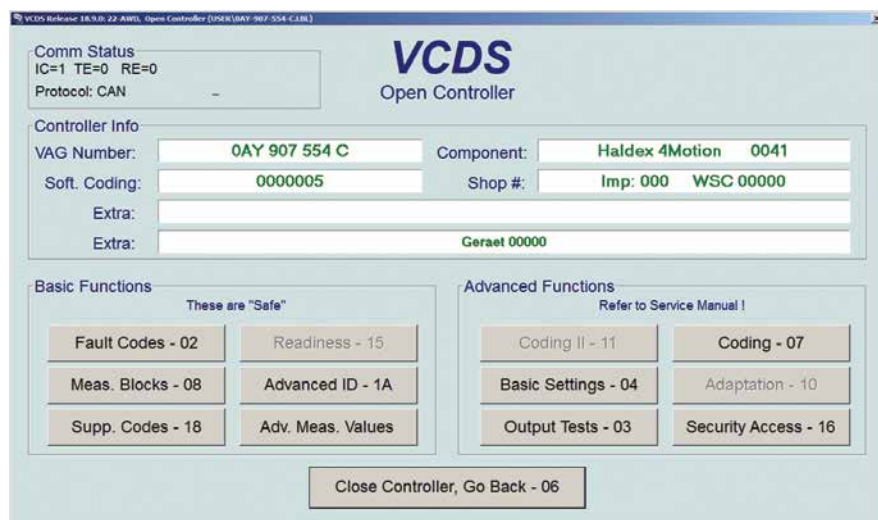 VCDS Release 18.9.0: 22-AWD, Open Controller (USER\0AY-907-554-C.LBL)
Comm Status
IC=1 TE=0 RE=0
Protocol: CAN
VCDS
Open Controller
Controller Info
VAG Number: 0AY 907 554 C Component: Haldex 4Motion 0041
Soft. Coding: 0000005 Shop #: Imp: 000 WSC 00000
Extra:
Extra: Geraet 00000
Basic Functions
These are "Safe"
Fault Codes - 02 Readiness - 15
Meas. Blocks - 08 Advanced ID - 1A
Supp. Codes - 18 Adv. Meas. Values
Advanced Functions
Refer to Service Manual !
Coding II - 11 Coding - 07
Basic Settings - 04 Adaptation - 10
Output Tests - 03 Security Access - 16
Close Controller, Go Back - 06